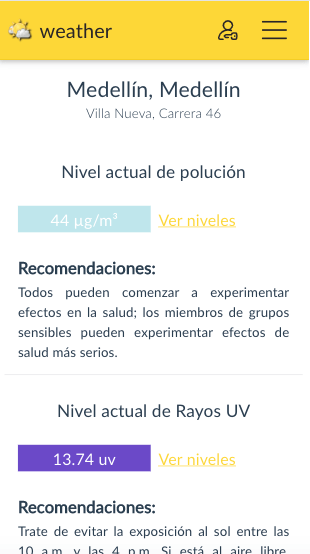 weather
Medellín, Medellín
Villa Nueva, Carrera 46
Nivel actual de polución
44 µg/m³ Ver niveles
Recomendaciones:
Todos pueden comenzar a experimentar
efectos en la salud; los miembros de grupos
sensibles pueden experimentar efectos de
salud más serios.
Nivel actual de Rayos UV
13.74 uv Ver niveles
Recomendaciones:
Trate de evitar la exposición al sol entre las
10 a.m. y las 4 p.m. Si está al aire libre,